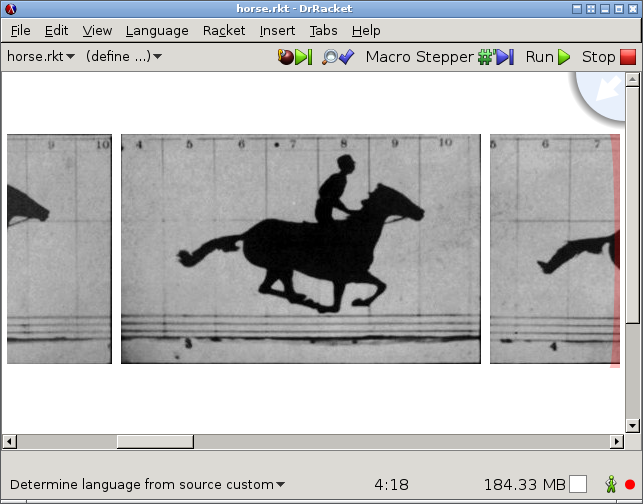 horse.rkt - DrRacket
File Edit View Language Racket Insert Tabs Help
horse.rkt (define ...) Macro Stepper Run Stop
9 10 4 5 6 7 8 9 10 5 6 7
3 4
Determine language from source custom 4:18 184.33 MB